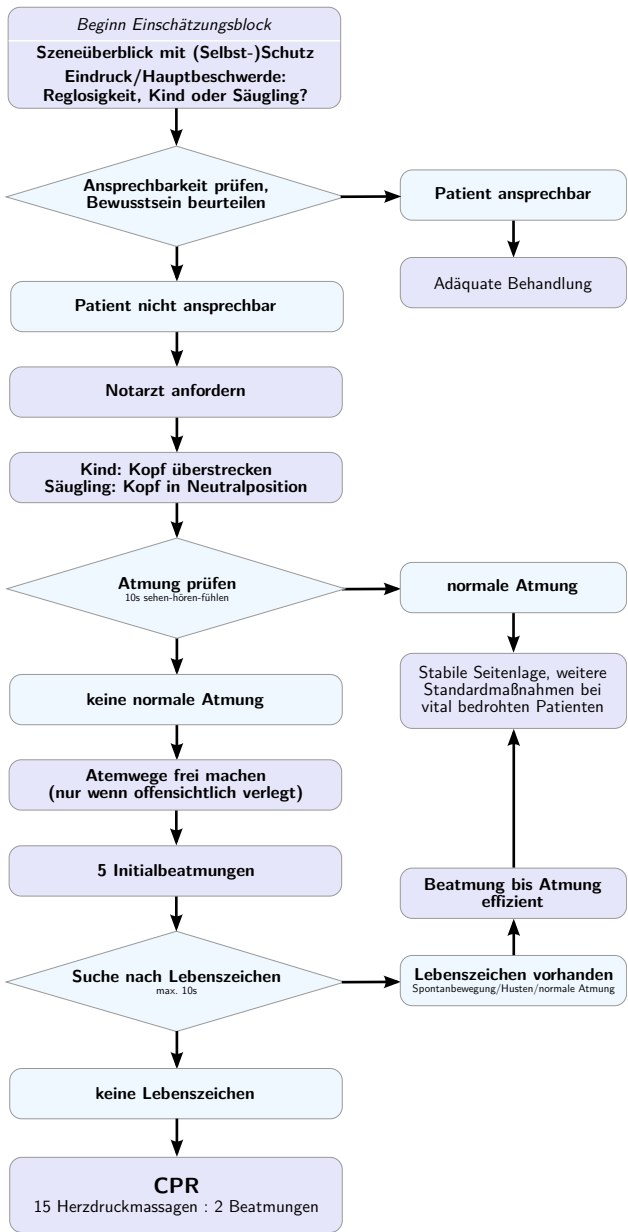 Beginn Einschätzungsblock
Szeneüberblick mit (Selbst-)Schutz
Eindruck/Hauptbeschwerde:
Reglosigkeit, Kind oder Säugling?
Ansprechbarkeit prüfen,
Bewusstsein beurteilen
Patient ansprechbar
Adäquate Behandlung
Patient nicht ansprechbar
Notarzt anfordern
Kind: Kopf überstrecken
Säugling: Kopf in Neutralposition
Atmung prüfen
10s sehen-hören-fühlen
normale Atmung
Stabile Seitenlage, weitere
Standardmaßnahmen bei
vital bedrohten Patienten
keine normale Atmung
Atemwege frei machen
(nur wenn offensichtlich verlegt)
5 Initialbeatmungen
Beatmung bis Atmung
effizient
Suche nach Lebenszeichen
max. 10s
Lebenszeichen vorhanden
Spontanbewegung/Husten/normale Atmung
keine Lebenszeichen
CPR
15 Herzdruckmassagen : 2 Beatmungen